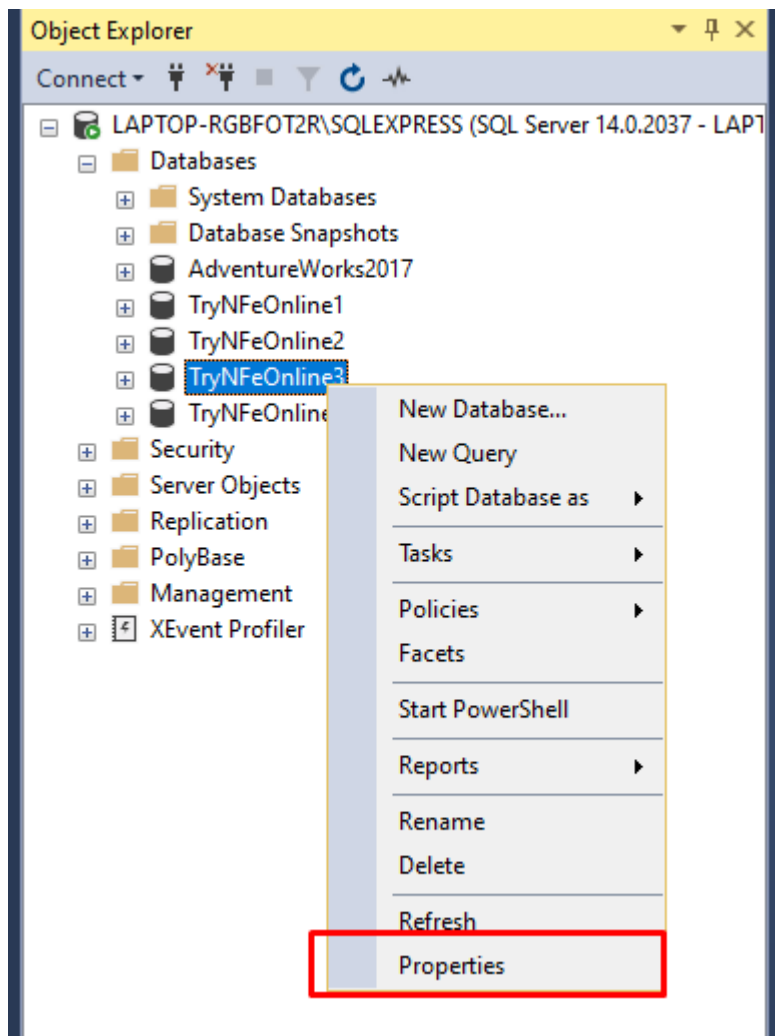 Object Explorer
Connect
LAPTOP-RGBFOT2R\SQLEXPRESS (SQL Server 14.0.2037 - LAPT
Databases
System Databases
Database Snapshots
AdventureWorks2017
TryNFeOnline1
TryNFeOnline2
TryNFeOnline3
TryNFeOnline
Security
Server Objects
Replication
PolyBase
Management
XEvent Profiler
New Database...
New Query
Script Database as
Tasks
Policies
Facets
Start PowerShell
Reports
Rename
Delete
Refresh
Properties